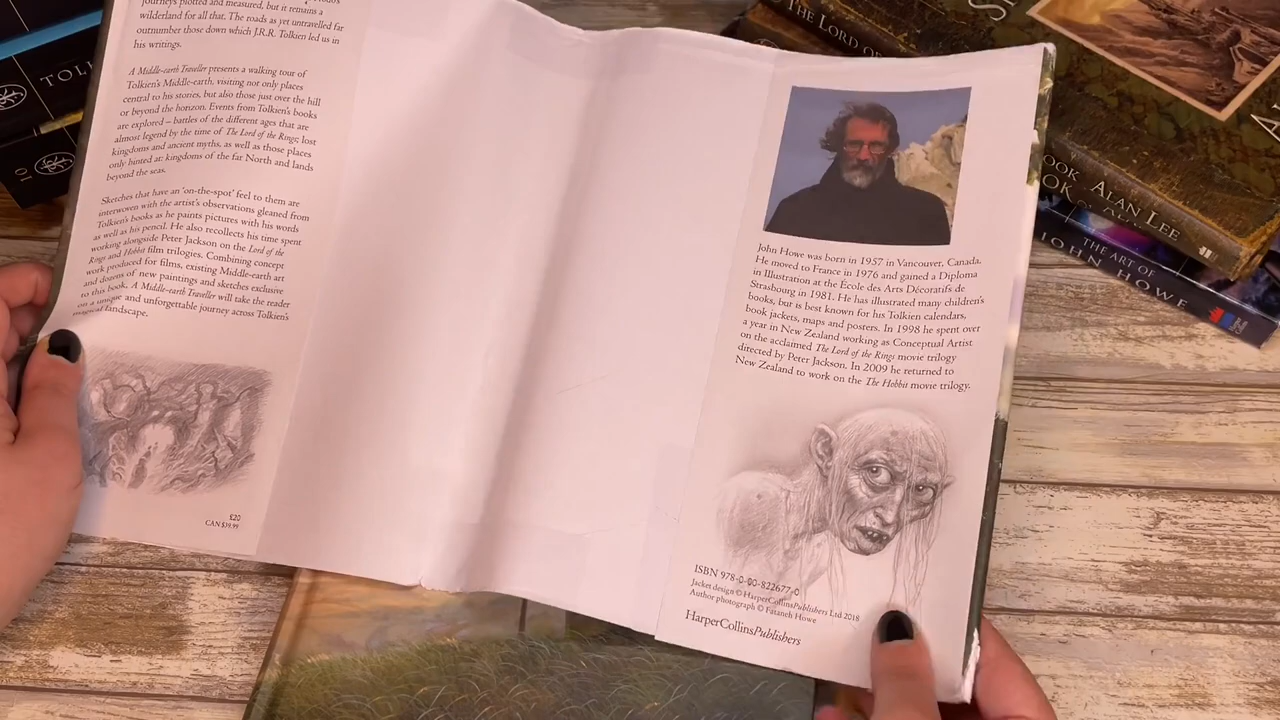 journeys plotted and measured, but it remains a
wilderland for all that. The roads as yet untravelled far
outnumber those down which J.R.R. Tolkien led us in
his writings.
A Middle-earth Traveller presents a walking tour of
Tolkien's Middle-earth, visiting not only places
central to his stories, but also those just over the hill
or beyond the horizon. Events from Tolkien's books
are explored – battles of the different ages that are
almost legend by the time of The Lord of the Rings; lost
kingdoms and ancient myths, as well as those places
only hinted at: kingdoms of the far North and lands
beyond the seas.
Sketches that have an 'on-the-spot' feel to them are
interwoven with the artist's observations gleaned from
Tolkien's books as he paints pictures with his words
as well as his pencil. He also recollects his time spent
working alongside Peter Jackson on the Lord of the
Rings and Hobbit film trilogies. Combining concept
work produced for films, existing Middle-earth art
and dozens of new paintings and sketches exclusive
to this book, A Middle-earth Traveller will take the reader
on a unique and unforgettable journey across Tolkien's
magical landscape.
£20
CAN $39.99
John Howe was born in 1957 in Vancouver, Canada.
He moved to France in 1976 and gained a Diploma
in Illustration at the École des Arts Décoratifs de
Strasbourg in 1981. He has illustrated many children's
books, but is best known for his Tolkien calendars,
book jackets, maps and posters. In 1998 he spent over
a year in New Zealand working as Conceptual Artist
on the acclaimed The Lord of the Rings movie trilogy
directed by Peter Jackson. In 2009 he returned to
New Zealand to work on the The Hobbit movie trilogy.
ISBN 978-0-00-822677-0
Jacket design © HarperCollinsPublishers Ltd 2018
Author photograph © Fataneh Howe
HarperCollinsPublishers
TOL
10
THE LORD OF
OOK ALAN LEE
OOK
THE ART OF
JOHN HOWE